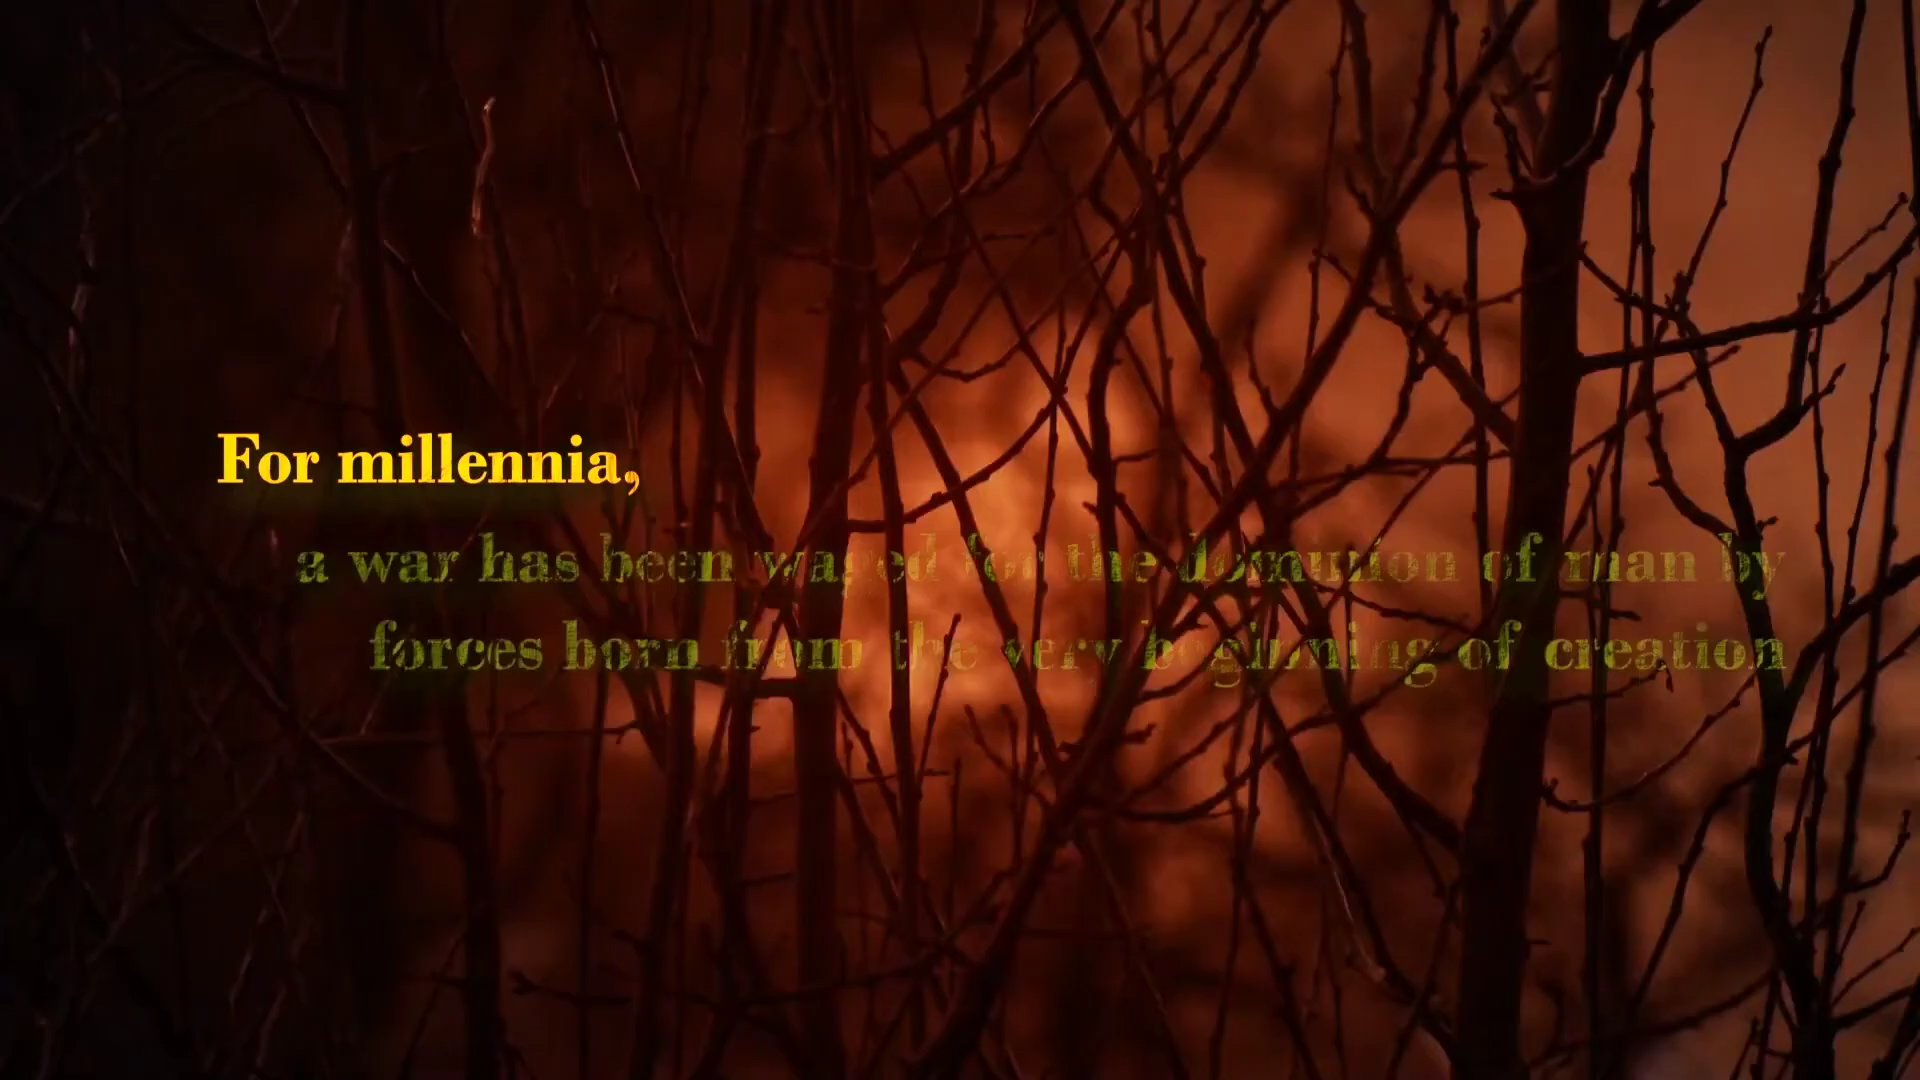 For millennia,
a war has been waged for the dominion of man by
forces born from the very beginning of creation